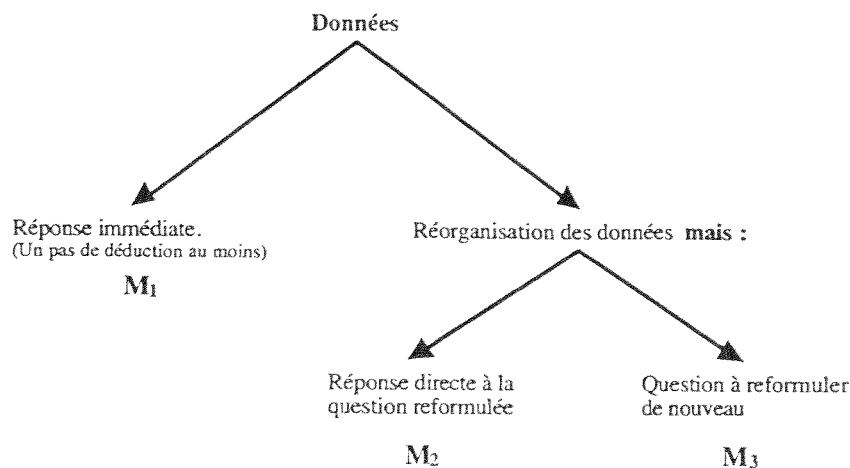 Données
Réponse immédiate.
(Un pas de déduction au moins)
M1
Réorganisation des données mais :
Réponse directe à la
question reformulée
M2
Question à reformuler
de nouveau
M3